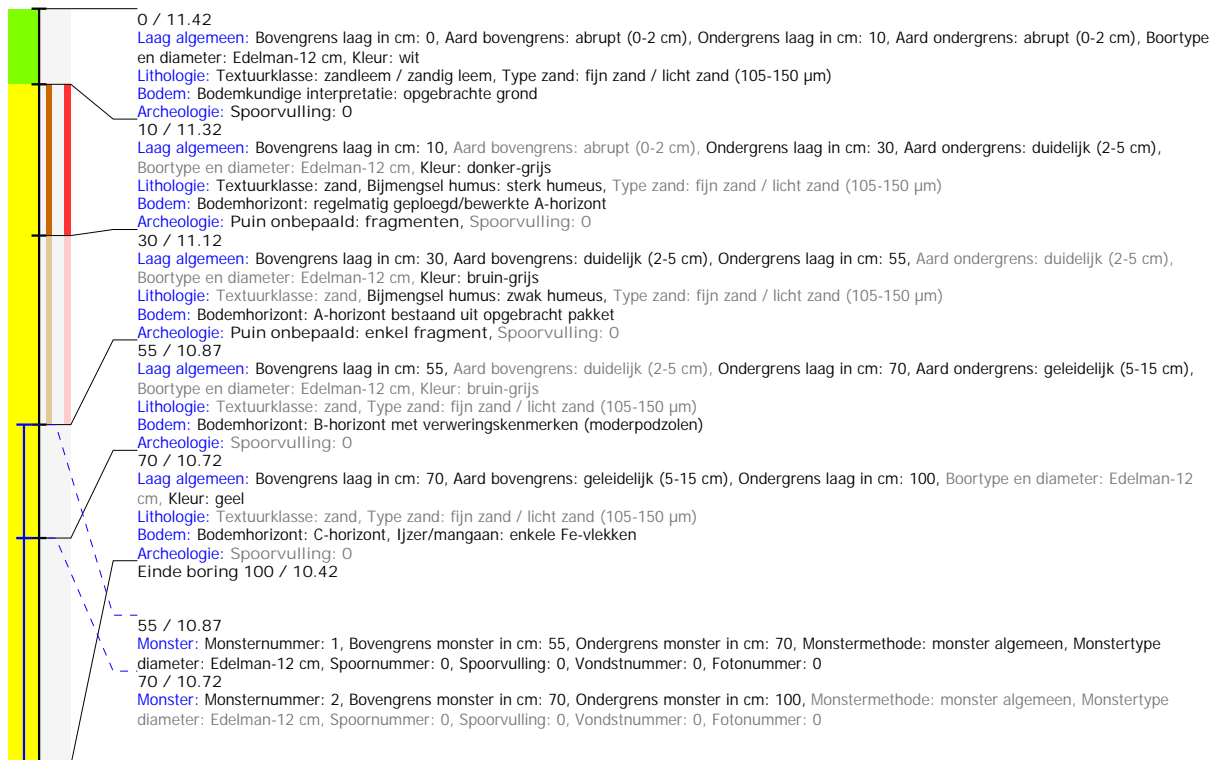 0 / 11.42
Laag algemeen: Bovengrens laag in cm: 0, Aard bovengrens: abrupt (0-2 cm), Ondergrens laag in cm: 10, Aard ondergrens: abrupt (0-2 cm), Boortype
en diameter: Edelman-12 cm, Kleur: wit
Lithologie: Textuurklasse: zandleem / zandig leem, Type zand: fijn zand / licht zand (105-150 µm)
Bodem: Bodemkundige interpretatie: opgebrachte grond
Archeologie: Spoorvulling: 0
10 / 11.32
Laag algemeen: Bovengrens laag in cm: 10, Aard bovengrens: abrupt (0-2 cm), Ondergrens laag in cm: 30, Aard ondergrens: duidelijk (2-5 cm),
Boortype en diameter: Edelman-12 cm, Kleur: donker-grijs
Lithologie: Textuurklasse: zand, Bijmengsel humus: sterk humeus, Type zand: fijn zand / licht zand (105-150 µm)
Bodem: Bodemhorizont: regelmatig geploegd/bewerkte A-horizont
Archeologie: Puin onbepaald: fragmenten, Spoorvulling: 0
30 / 11.12
Laag algemeen: Bovengrens laag in cm: 30, Aard bovengrens: duidelijk (2-5 cm), Ondergrens laag in cm: 55, Aard ondergrens: duidelijk (2-5 cm),
Boortype en diameter: Edelman-12 cm, Kleur: bruin-grijs
Lithologie: Textuurklasse: zand, Bijmengsel humus: zwak humeus, Type zand: fijn zand / licht zand (105-150 µm)
Bodem: Bodemhorizont: A-horizont bestaand uit opgebracht pakket
Archeologie: Puin onbepaald: enkel fragment, Spoorvulling: 0
55 / 10.87
Laag algemeen: Bovengrens laag in cm: 55, Aard bovengrens: duidelijk (2-5 cm), Ondergrens laag in cm: 70, Aard ondergrens: geleidelijk (5-15 cm),
Boortype en diameter: Edelman-12 cm, Kleur: bruin-grijs
Lithologie: Textuurklasse: zand, Type zand: fijn zand / licht zand (105-150 µm)
Bodem: Bodemhorizont: B-horizont met verweringskenmerken (moderpodzolen)
Archeologie: Spoorvulling: 0
70 / 10.72
Laag algemeen: Bovengrens laag in cm: 70, Aard bovengrens: geleidelijk (5-15 cm), Ondergrens laag in cm: 100, Boortype en diameter: Edelman-12
cm, Kleur: geel
Lithologie: Textuurklasse: zand, Type zand: fijn zand / licht zand (105-150 µm)
Bodem: Bodemhorizont: C-horizont, Ijzer/mangaan: enkele Fe-vlekken
Archeologie: Spoorvulling: 0
Einde boring 100 / 10.42
55 / 10.87
Monster: Monsternummer: 1, Bovengrens monster in cm: 55, Ondergrens monster in cm: 70, Monstermethode: monster algemeen, Monstertype
diameter: Edelman-12 cm, Spoornummer: 0, Spoorvulling: 0, Vondstnummer: 0, Fotonummer: 0
70 / 10.72
Monster: Monsternummer: 2, Bovengrens monster in cm: 70, Ondergrens monster in cm: 100, Monstermethode: monster algemeen, Monstertype
diameter: Edelman-12 cm, Spoornummer: 0, Spoorvulling: 0, Vondstnummer: 0, Fotonummer: 0